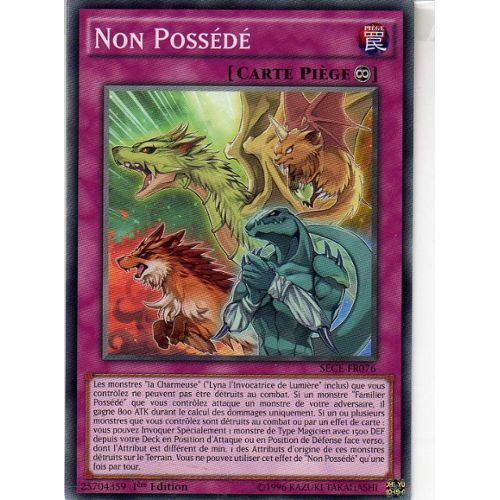 NON POSSÉDÉ
PIÈGE
罠
[CARTE PIÈGE]
SECE-FR076
Les monstres "la Charmeuse" ("Lyna l'Invocatrice de Lumière" inclus) que vous
contrôlez ne peuvent pas être détruits au combat. Si un monstre "Familier
Possédé" que vous contrôlez attaque un monstre de votre adversaire, il
gagne 800 ATK durant le calcul des dommages uniquement. Si un ou plusieurs
monstres que vous contrôlez sont détruits au combat ou par un effet de carte :
vous pouvez Invoquer Spécialement 1 monstre de Type Magicien avec 1500 DEF
depuis votre Deck en Position d'Attaque ou en Position de Défense face verso,
dont l'Attribut est différent de min. 1 des Attributs d'origine de ces monstres
détruits sur le Terrain. Vous ne pouvez utiliser cet effet de "Non Possédé" qu'une
fois par tour.
25704359 1st Edition ©1996 KAZUKI TAKAHASHI